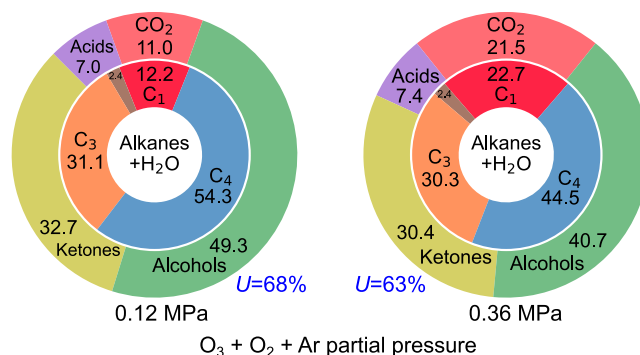 CO₂
11.0
Acids
7.0
2.4
12.2
C₁
C₃
31.1
Alkanes
+H₂O
C₄
54.3
32.7
Ketones
49.3
Alcohols
U=68%
0.12 MPa
CO₂
21.5
Acids
7.4
2.4
22.7
C₁
C₃
30.3
Alkanes
+H₂O
C₄
44.5
30.4
Ketones
40.7
Alcohols
U=63%
0.36 MPa
O₃ + O₂ + Ar partial pressure